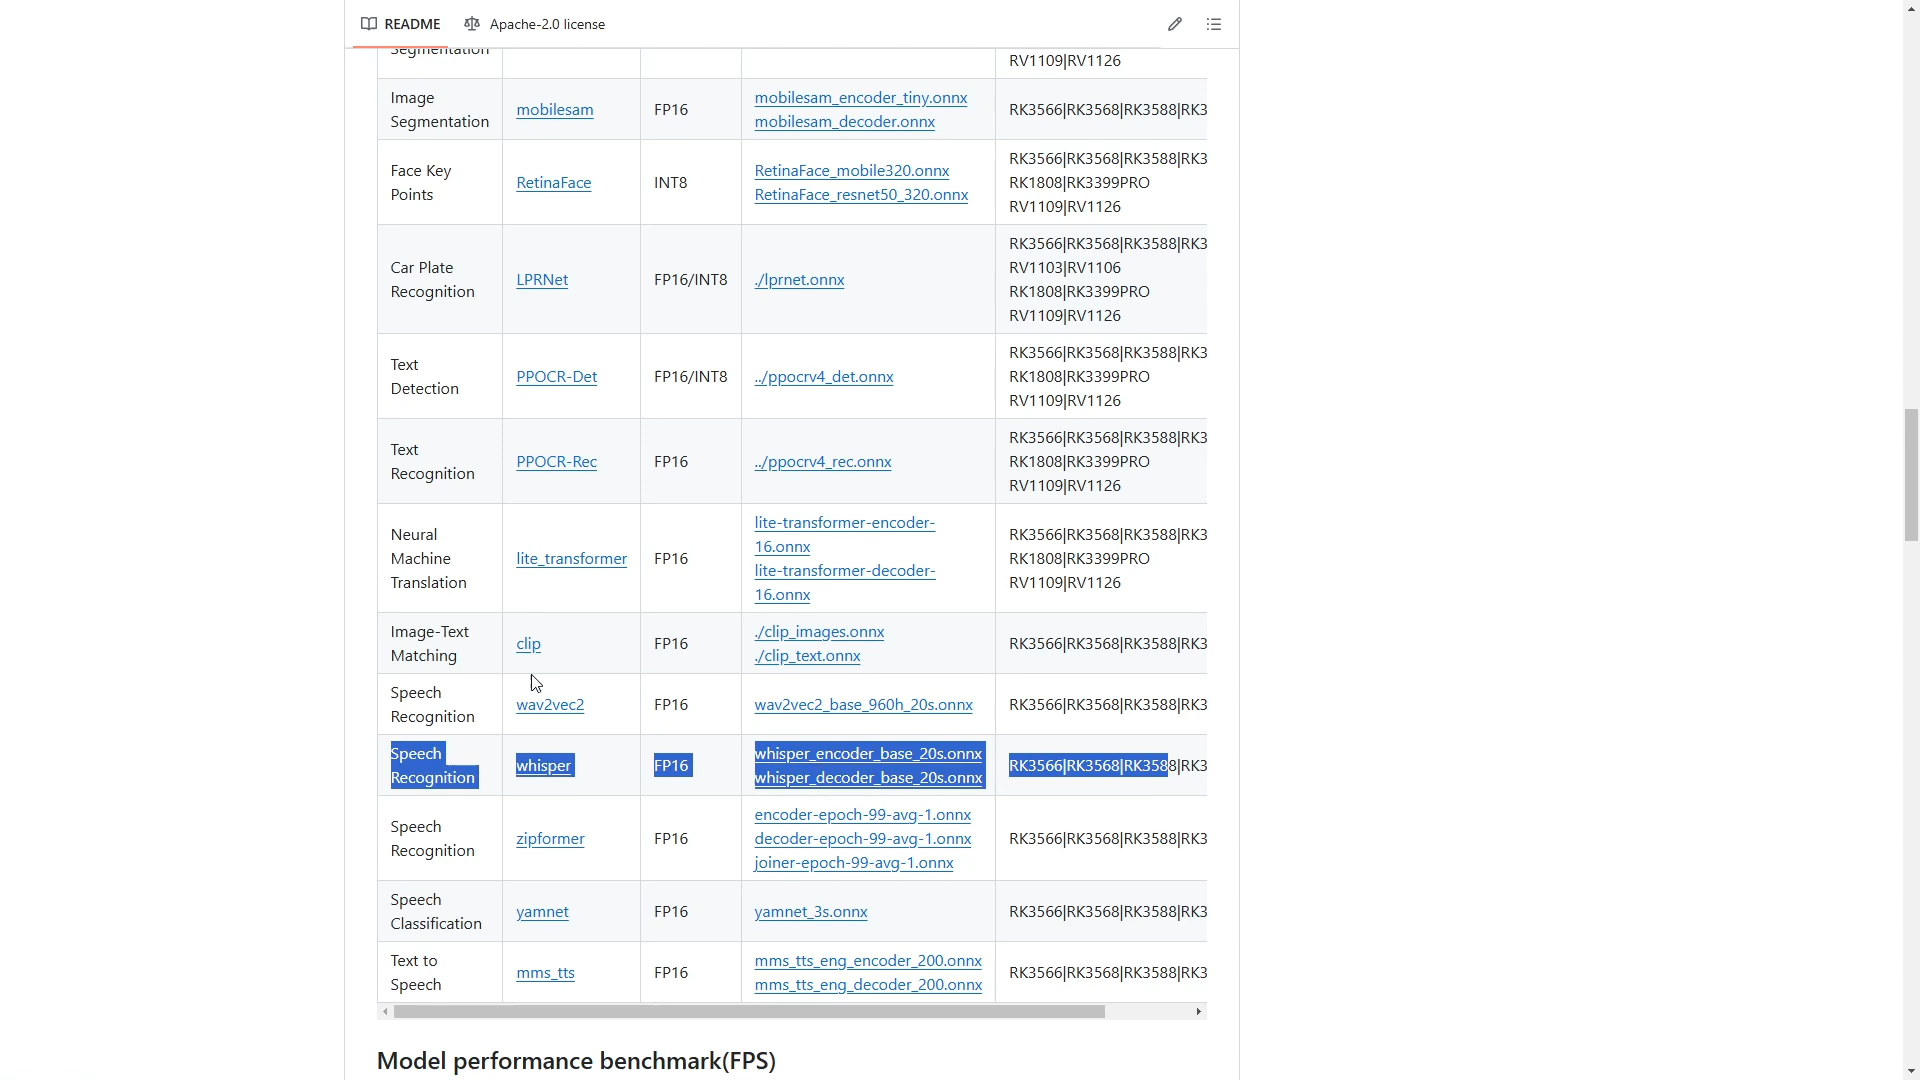 README
Apache-2.0 license
Segmentation
RV1109|RV1126
Image
Segmentation
mobilesam
FP16
mobilesam_encoder_tiny.onnx
mobilesam_decoder.onnx
RK3566|RK3568|RK3588|RK3
Face Key
Points
RetinaFace
INT8
RetinaFace_mobile320.onnx
RetinaFace_resnet50_320.onnx
RK3566|RK3568|RK3588|RK3
RK1808|RK3399PRO
RV1109|RV1126
Car Plate
Recognition
LPRNet
FP16/INT8
./lprnet.onnx
RK3566|RK3568|RK3588|RK3
RV1103|RV1106
RK1808|RK3399PRO
RV1109|RV1126
Text
Detection
PPOCR-Det
FP16/INT8
../ppocrv4_det.onnx
RK3566|RK3568|RK3588|RK3
RK1808|RK3399PRO
RV1109|RV1126
Text
Recognition
PPOCR-Rec
FP16
../ppocrv4_rec.onnx
RK3566|RK3568|RK3588|RK3
RK1808|RK3399PRO
RV1109|RV1126
Neural
Machine
Translation
lite_transformer
FP16
lite-transformer-encoder-
16.onnx
lite-transformer-decoder-
16.onnx
RK3566|RK3568|RK3588|RK3
RK1808|RK3399PRO
RV1109|RV1126
Image-Text
Matching
clip
FP16
./clip_images.onnx
./clip_text.onnx
RK3566|RK3568|RK3588|RK3
Speech
Recognition
wav2vec2
FP16
wav2vec2_base_960h_20s.onnx
RK3566|RK3568|RK3588|RK3
Speech
Recognition
whisper
FP16
whisper_encoder_base_20s.onnx
whisper_decoder_base_20s.onnx
RK3566|RK3568|RK3588|RK3
Speech
Recognition
zipformer
FP16
encoder-epoch-99-avg-1.onnx
decoder-epoch-99-avg-1.onnx
joiner-epoch-99-avg-1.onnx
RK3566|RK3568|RK3588|RK3
Speech
Classification
yamnet
FP16
yamnet_3s.onnx
RK3566|RK3568|RK3588|RK3
Text to
Speech
mms_tts
FP16
mms_tts_eng_encoder_200.onnx
mms_tts_eng_decoder_200.onnx
RK3566|RK3568|RK3588|RK3
Model performance benchmark(FPS)